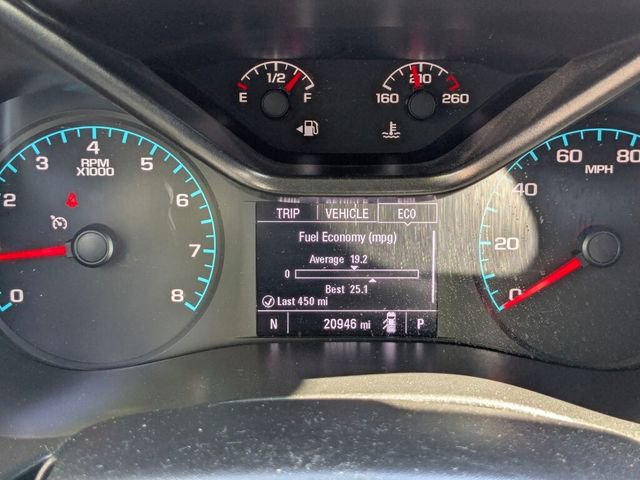 1/2
E F
210
160 260
4
3 5
RPM
X1000
2 6
7
0 8
TRIP VEHICLE ECO
Fuel Economy (mpg)
Average 19.2
0
Best 25.1
Last 450 mi
N 20946 mi P
60 80
MPH
40
20
0